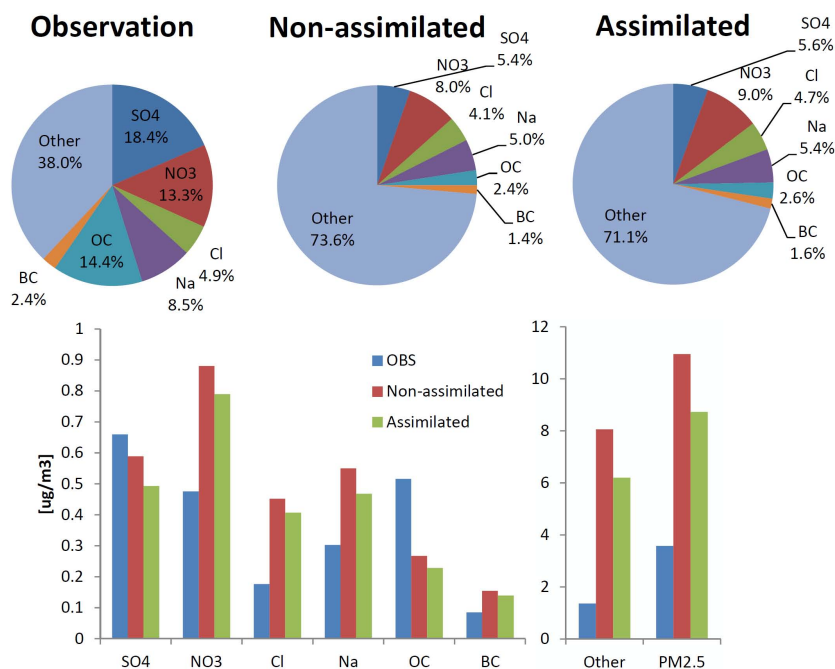 Observation
Non-assimilated
Assimilated
SO4
18.4%
NO3
13.3%
Cl
4.9%
Na
8.5%
OC
14.4%
BC
2.4%
Other
38.0%
SO4
5.4%
NO3
8.0%
Cl
4.1%
Na
5.0%
OC
2.4%
BC
1.4%
Other
73.6%
SO4
5.6%
NO3
9.0%
Cl
4.7%
Na
5.4%
OC
2.6%
BC
1.6%
Other
71.1%
[ug/m3]
1
0.9
0.8
0.7
0.6
0.5
0.4
0.3
0.2
0.1
0
SO4
NO3
Cl
Na
OC
BC
OBS
Non-assimilated
Assimilated
12
10
8
6
4
2
0
Other
PM2.5